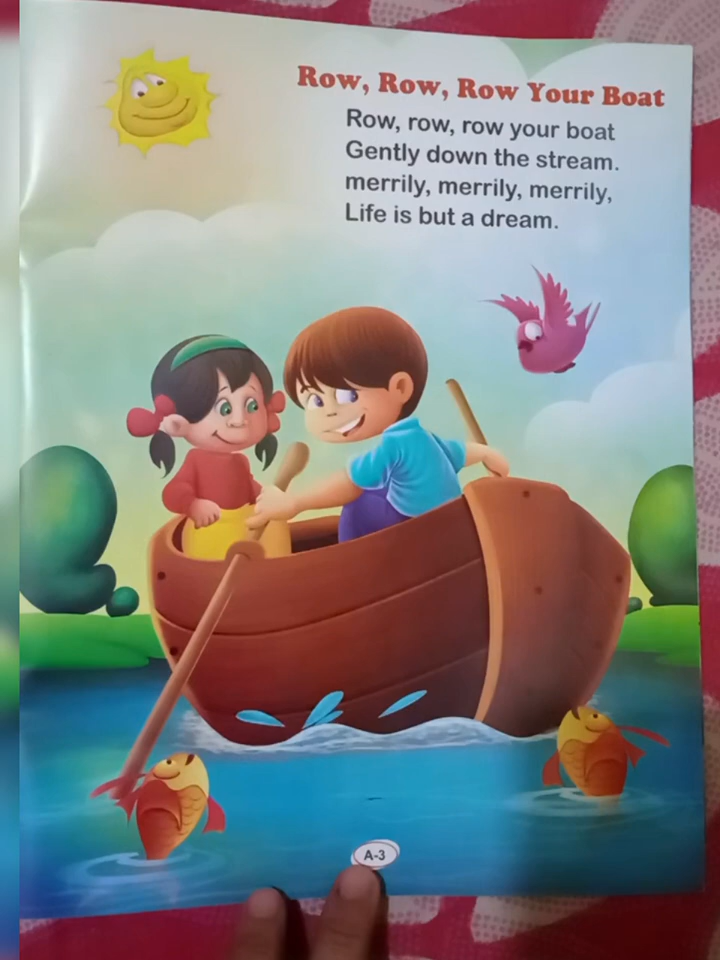 Row, Row, Row Your Boat
Row, row, row your boat
Gently down the stream.
merrily, merrily, merrily,
Life is but a dream.
A-3